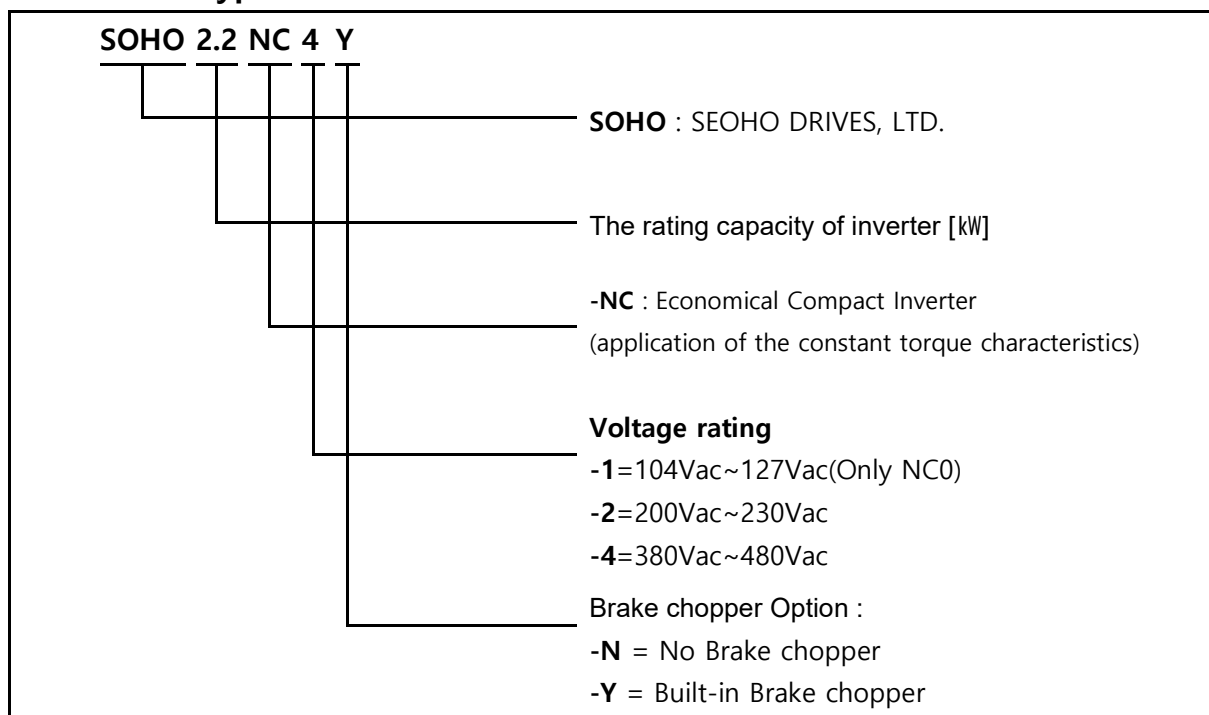 SOHO 2.2 NC 4 Y
SOHO : SEOHO DRIVES, LTD.
The rating capacity of inverter [㎾]
-NC : Economical Compact Inverter
(application of the constant torque characteristics)
Voltage rating
-1=104Vac~127Vac(Only NC0)
-2=200Vac~230Vac
-4=380Vac~480Vac
Brake chopper Option :
-N = No Brake chopper
-Y = Built-in Brake chopper